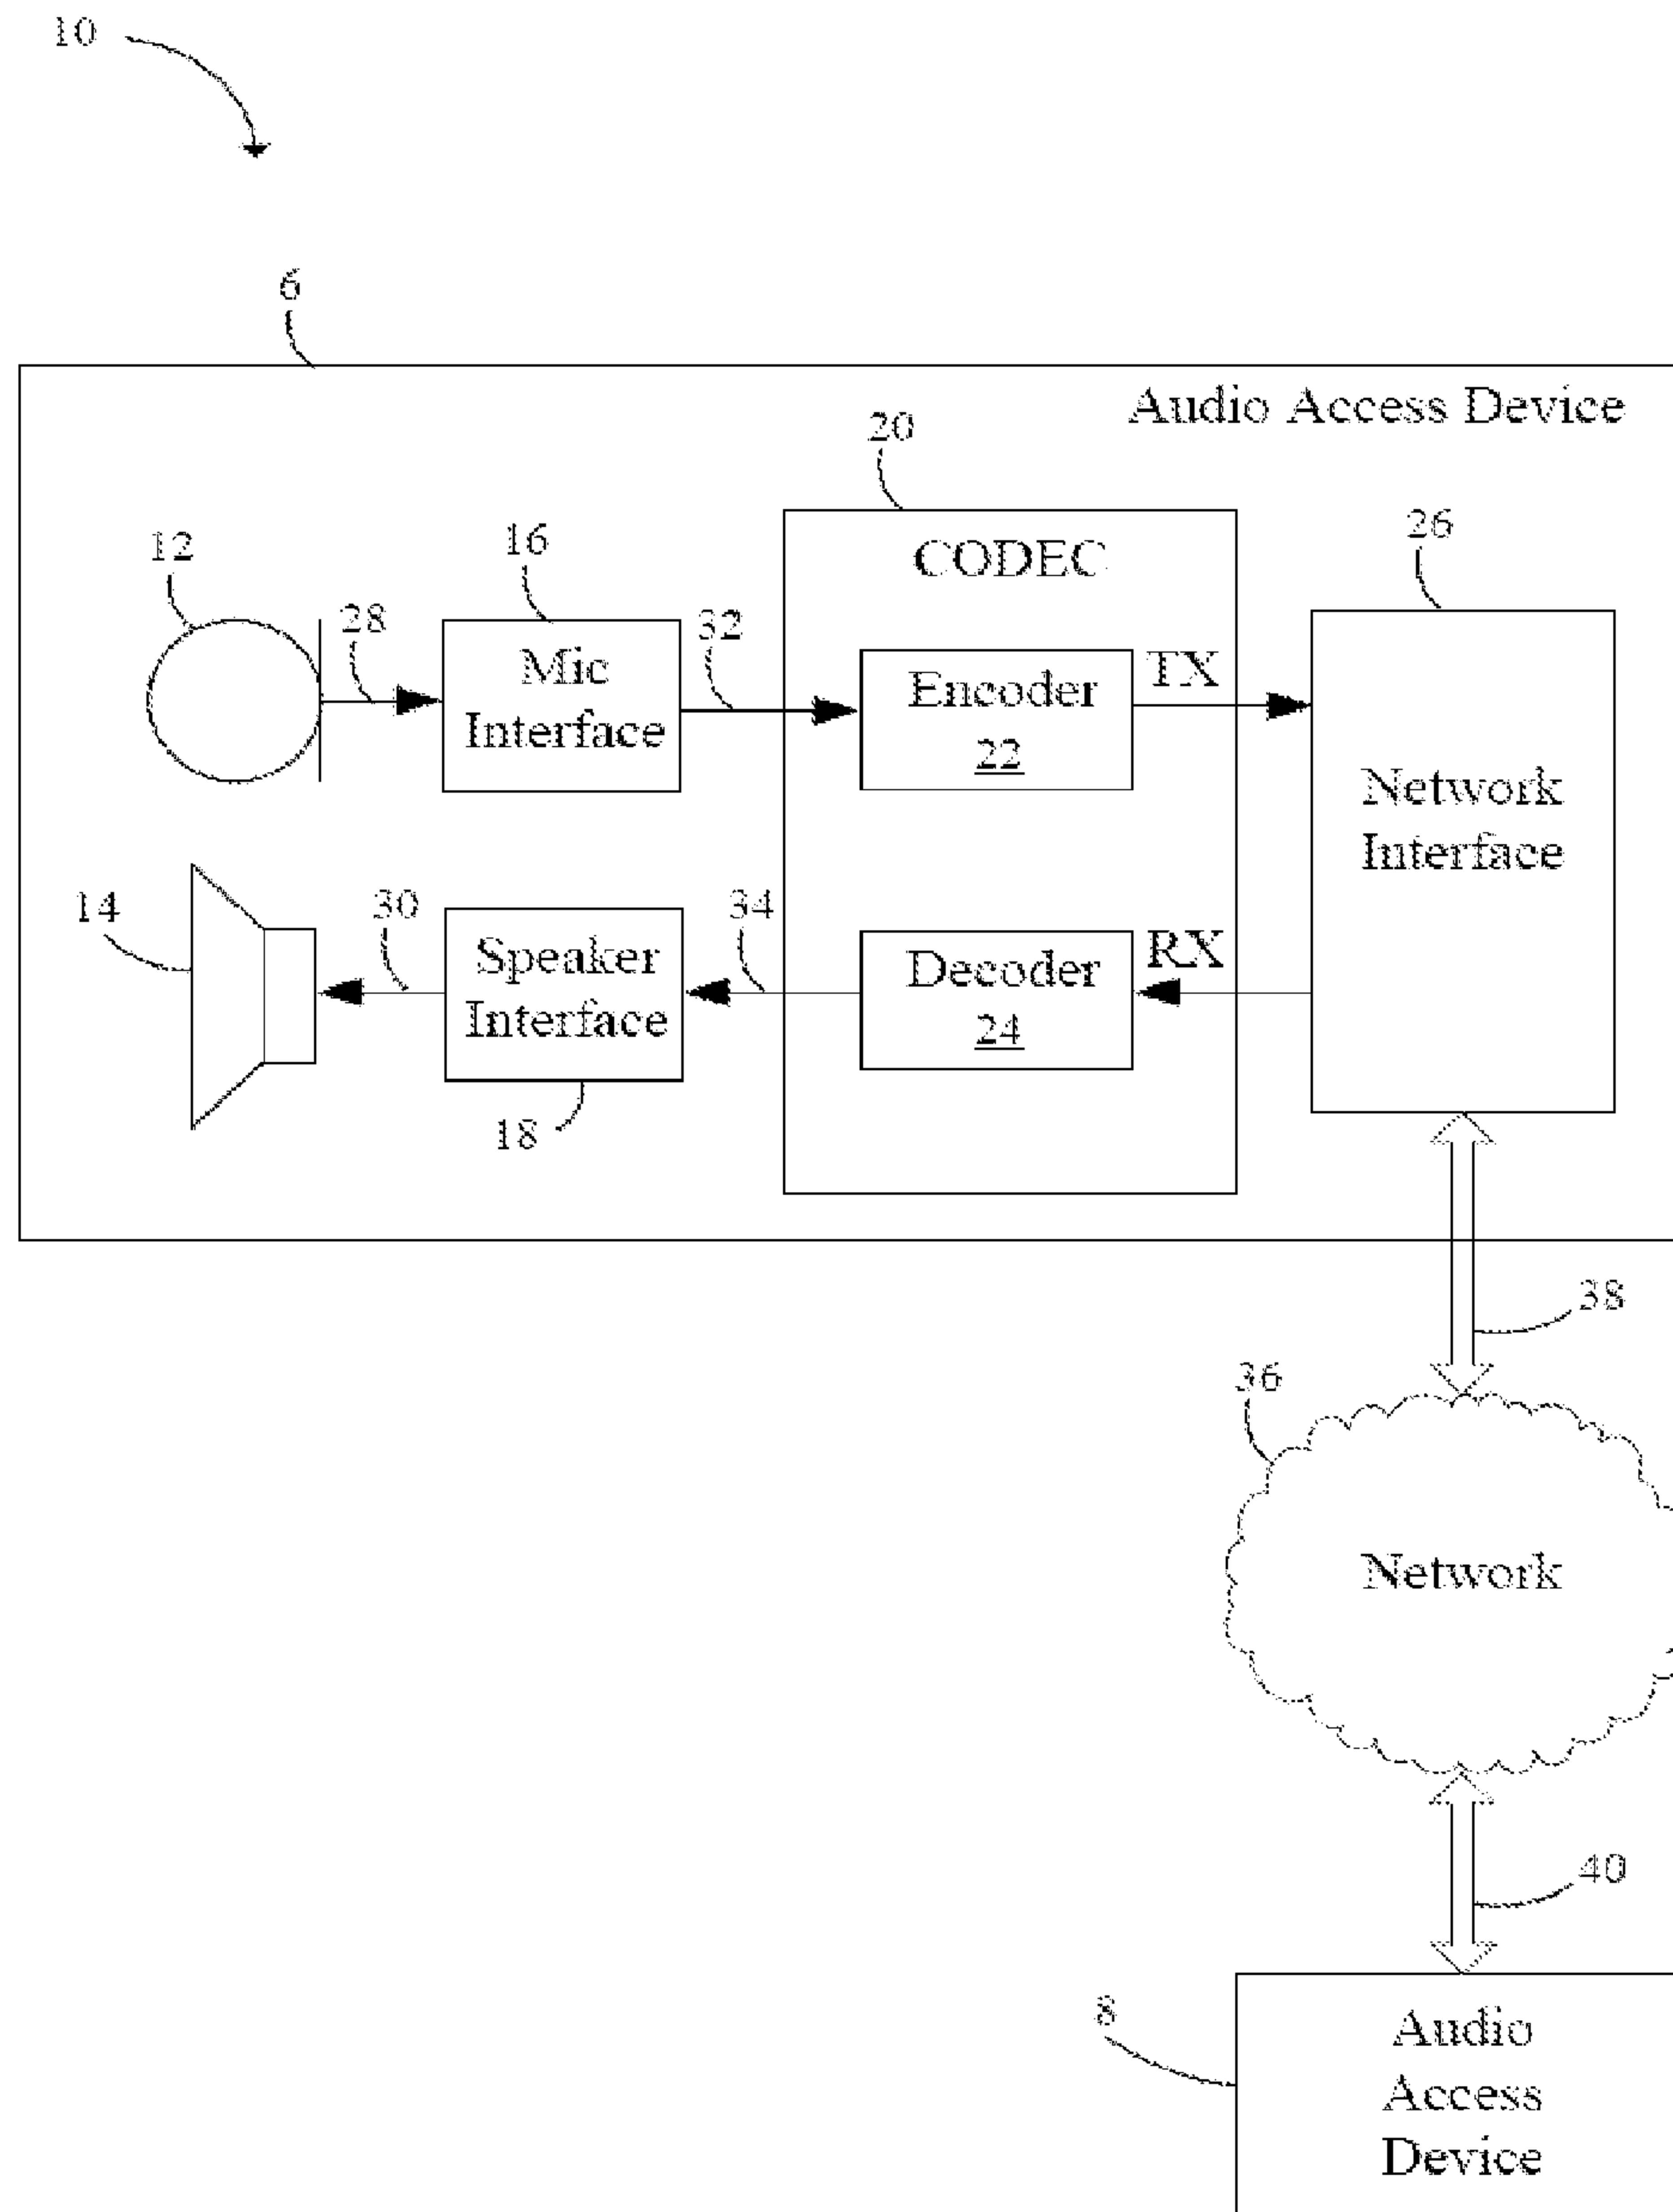 10
6
Audio Access Device
20
26
12
16
CODEC
28
32
Mic
Interface
Encoder
22
TX
Network
Interface
14
30
34
Speaker
Interface
Decoder
24
RX
18
38
36
Network
40
8
Audio
Access
Device